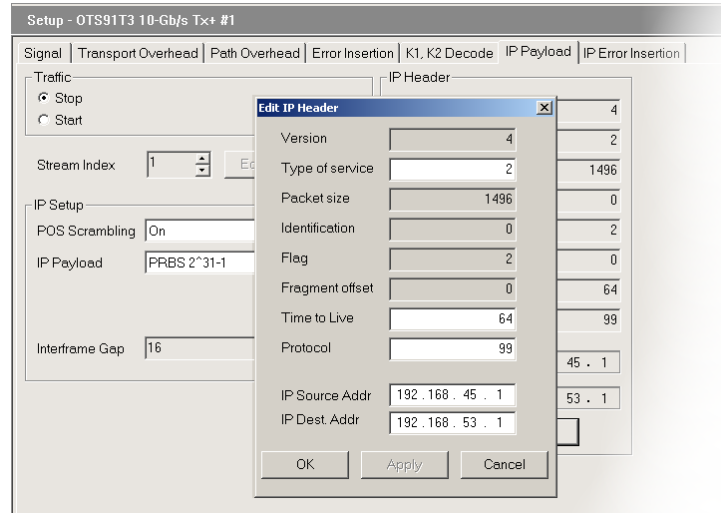 Setup - OTS91T3 10-Gb/s Tx+ #1
Signal Transport Overhead Path Overhead Error Insertion K1, K2 Decode IP Payload IP Error Insertion
Traffic
Stop
Start
Stream Index 1
IP Setup
POS Scrambling On
IP Payload PRBS 2^31-1
Interframe Gap 16
IP Header
4
2
1496
0
2
0
64
99
45 . 1
53 . 1
Edit IP Header
Version 4
Type of service 2
Packet size 1496
Identification 0
Flag 2
Fragment offset 0
Time to Live 64
Protocol 99
IP Source Addr 192 . 168 . 45 . 1
IP Dest. Addr 192 . 168 . 53 . 1
OK Apply Cancel